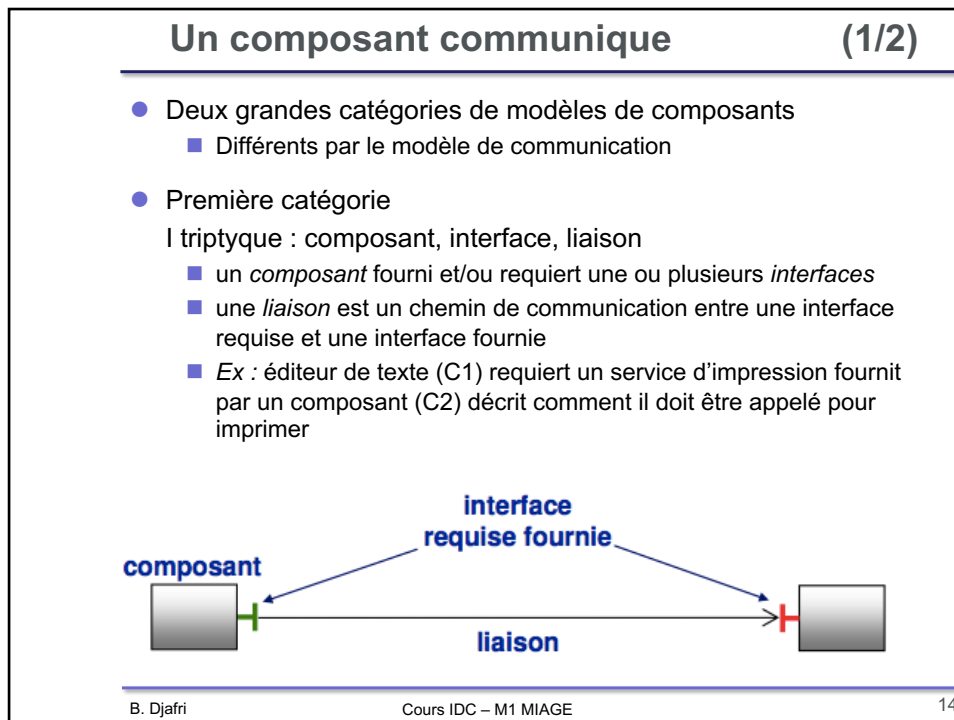 Un composant communique (1/2)
Deux grandes catégories de modèles de composants
Différents par le modèle de communication
Première catégorie
I triptyque : composant, interface, liaison
un composant fourni et/ou requiert une ou plusieurs interfaces
une liaison est un chemin de communication entre une interface
requise et une interface fournie
Ex : éditeur de texte (C1) requiert un service d'impression fournit
par un composant (C2) décrit comment il doit être appelé pour
imprimer
interface
requise fournie
composant
liaison
B. Djafri Cours IDC – M1 MIAGE 14